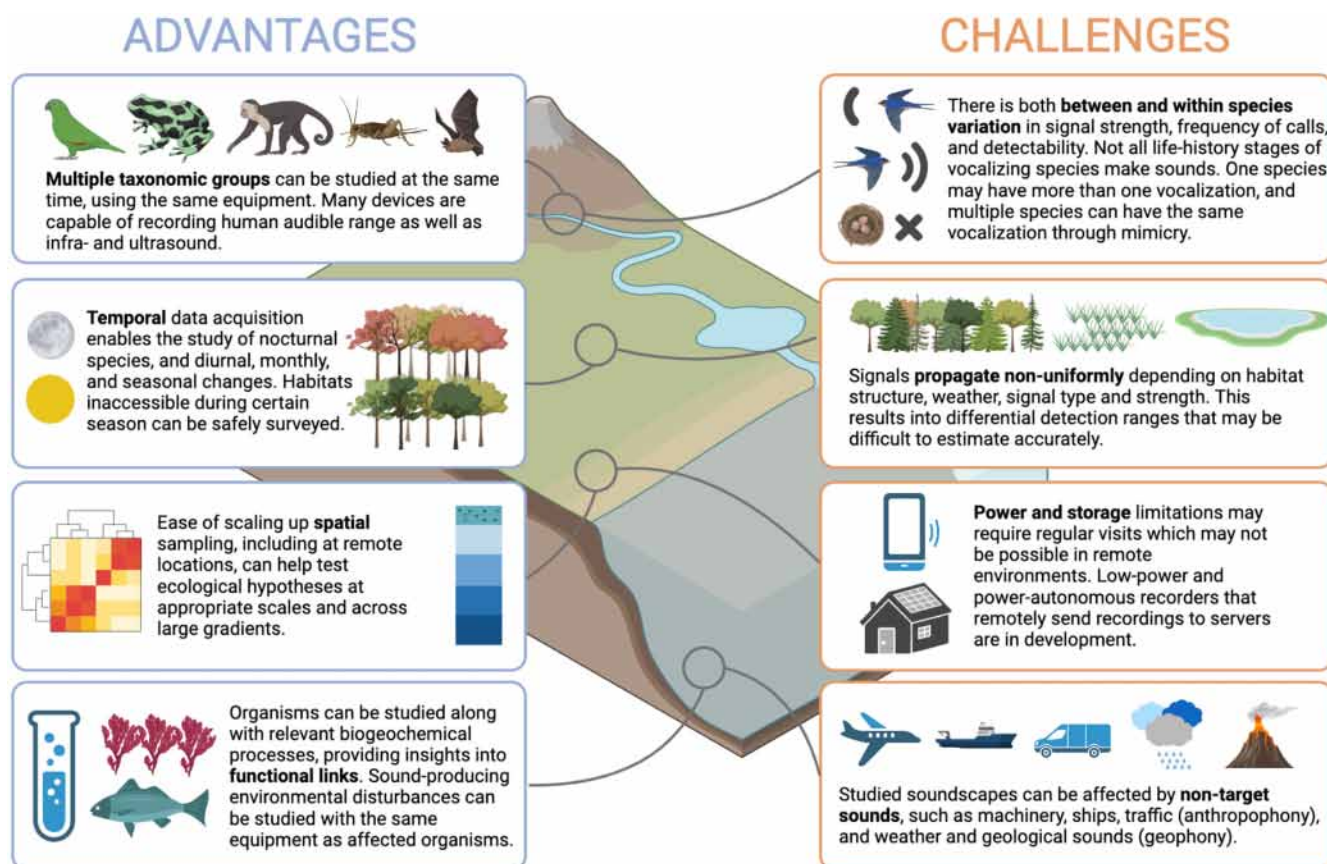 ADVANTAGES
Multiple taxonomic groups can be studied at the same
time, using the same equipment. Many devices are
capable of recording human audible range as well as
infra- and ultrasound.
Temporal data acquisition
enables the study of nocturnal
species, and diurnal, monthly,
and seasonal changes. Habitats
inaccessible during certain
season can be safely surveyed.
Ease of scaling up spatial
sampling, including at remote
locations, can help test
ecological hypotheses at
appropriate scales and across
large gradients.
Organisms can be studied along
with relevant biogeochemical
processes, providing insights into
functional links. Sound-producing
environmental disturbances can
be studied with the same
equipment as affected organisms.
CHALLENGES
There is both between and within species
variation in signal strength, frequency of calls,
and detectability. Not all life-history stages of
vocalizing species make sounds. One species
may have more than one vocalization, and
multiple species can have the same
vocalization through mimicry.
Signals propagate non-uniformly depending on habitat
structure, weather, signal type and strength. This
results into differential detection ranges that may be
difficult to estimate accurately.
Power and storage limitations may
require regular visits which may not
be possible in remote
environments. Low-power and
power-autonomous recorders that
remotely send recordings to servers
are in development.
Studied soundscapes can be affected by non-target
sounds, such as machinery, ships, traffic (anthropophony),
and weather and geological sounds (geophony).